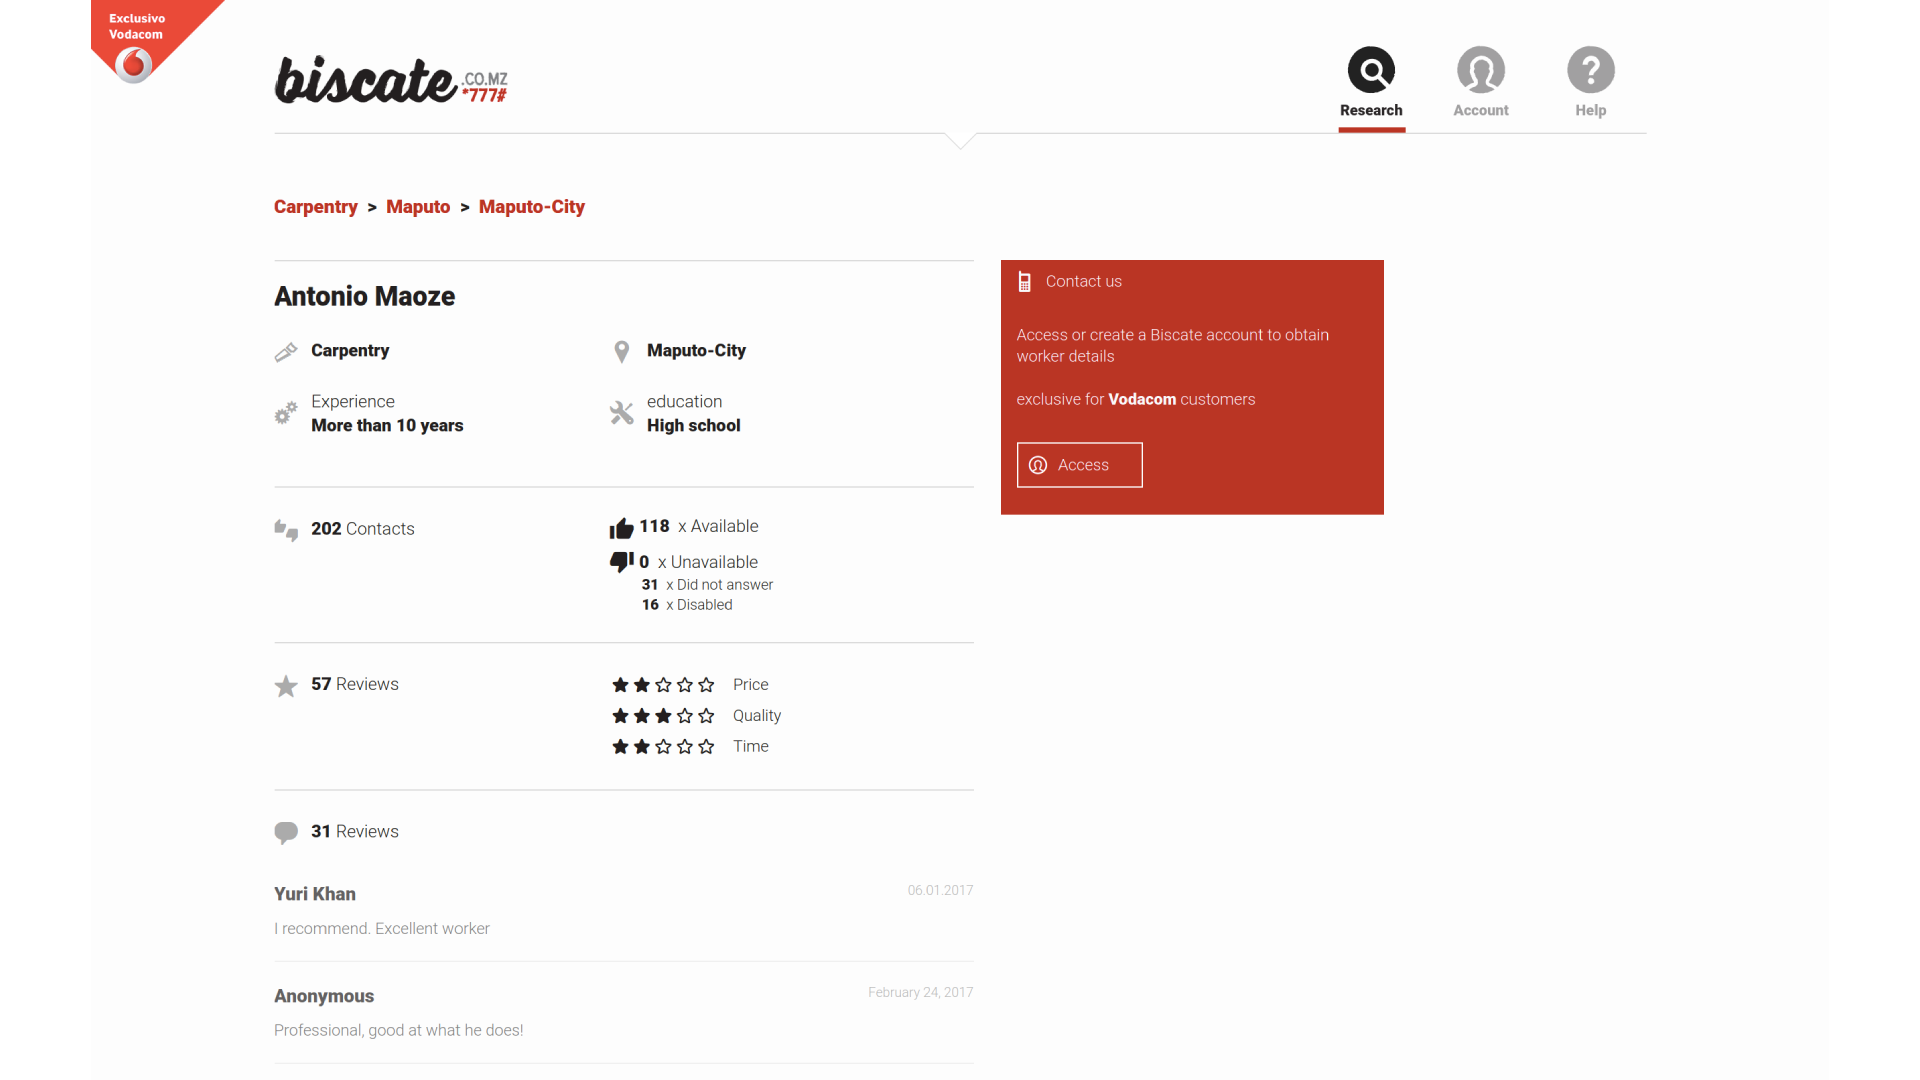 Exclusivo
Vodacom
biscate .CO.MZ
*777#
Research
Account
Help
Carpentry > Maputo > Maputo-City
Antonio Maoze
Carpentry
Maputo-City
Experience
More than 10 years
education
High school
202 Contacts
118 x Available
0 x Unavailable
31 x Did not answer
16 x Disabled
57 Reviews
Price
Quality
Time
31 Reviews
Yuri Khan
06.01.2017
I recommend. Excellent worker
Anonymous
February 24, 2017
Professional, good at what he does!
Contact us
Access or create a Biscate account to obtain
worker details
exclusive for Vodacom customers
Access